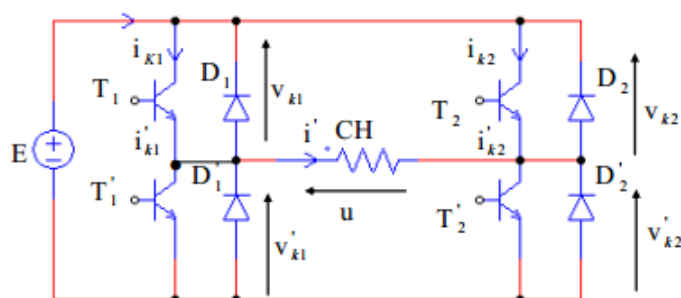 i_K1
D_1
T_1
v_k1
i'_k1
i'
CH
E
D'_1
T'_1
u
v'_k1
i_k2
T_2
D_2
v_k2
i'_k2
D'_2
T'_2
v'_k2